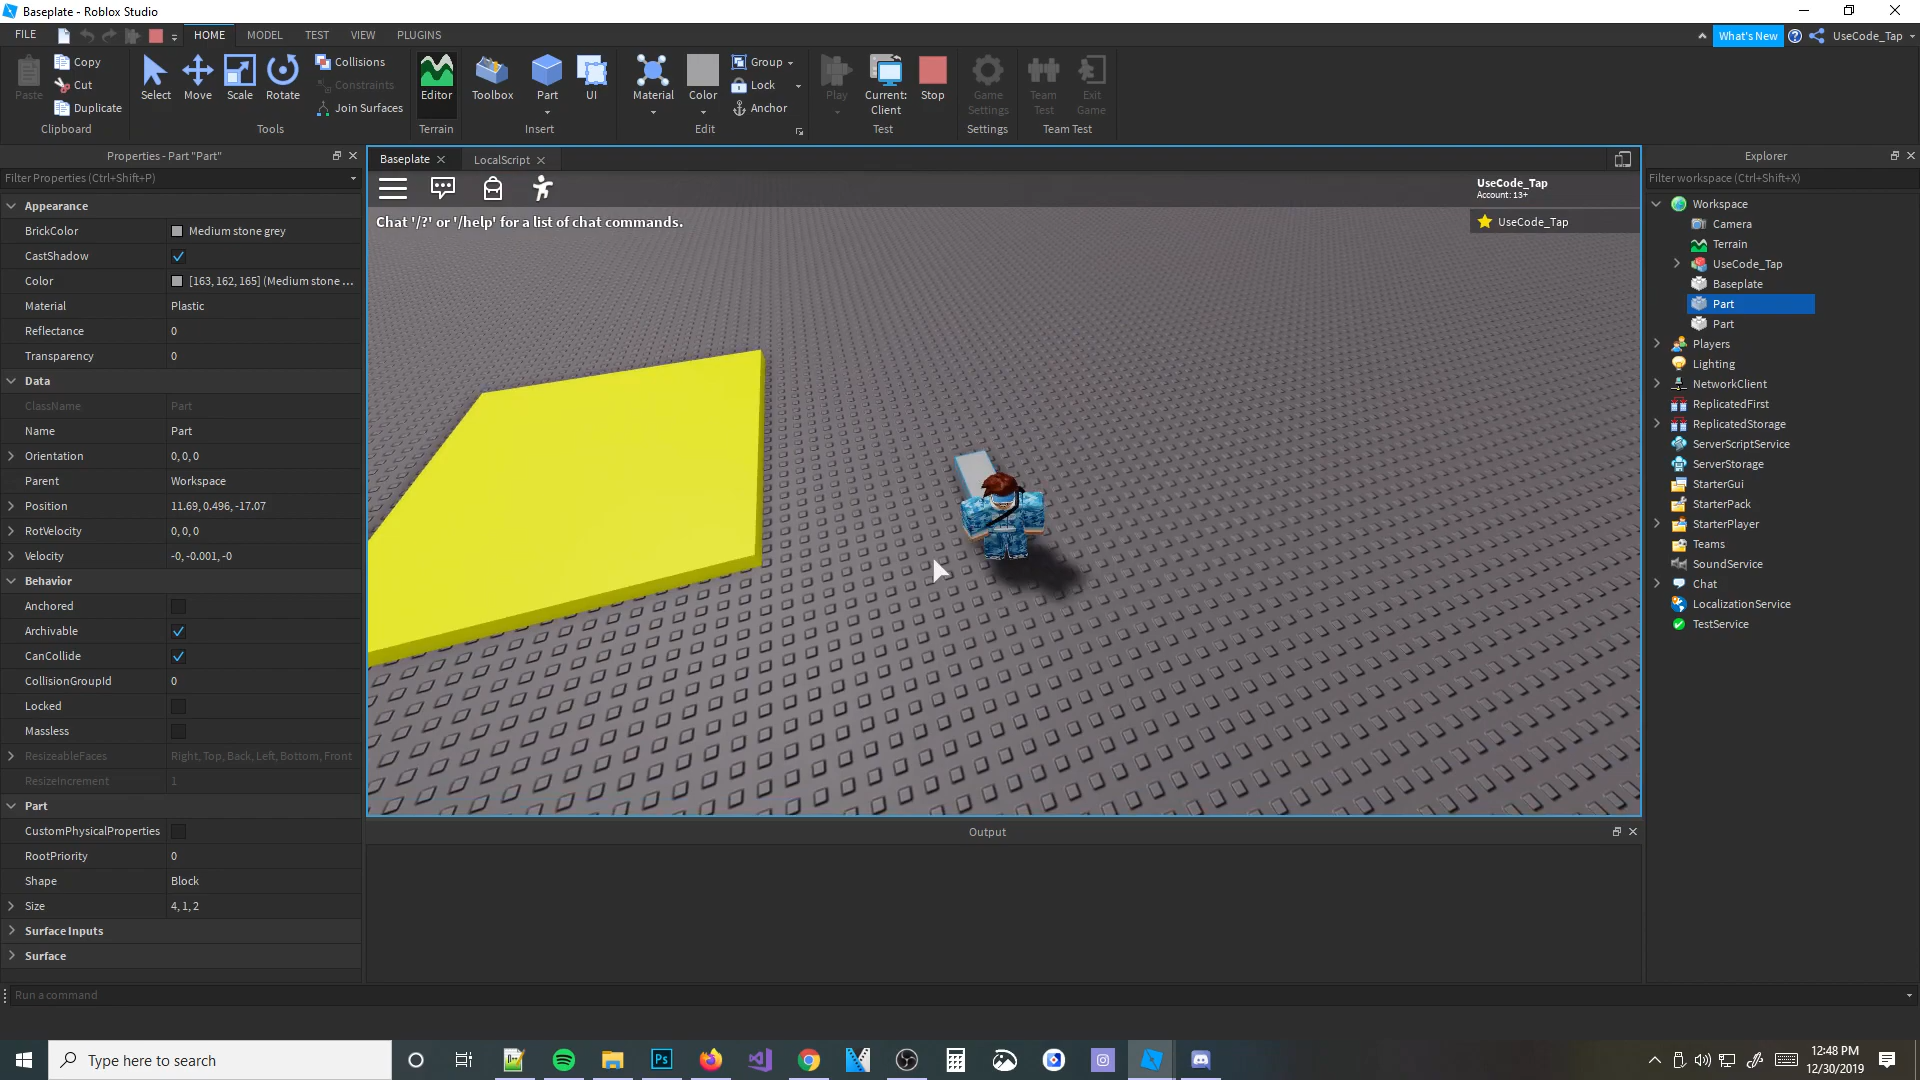 Baseplate - Roblox Studio
FILE HOME MODEL TEST VIEW PLUGINS
What's New UseCode_Tap
Paste Copy Cut Duplicate
Clipboard
Select Move Scale Rotate
Collisions
Constraints
Join Surfaces
Tools
Editor
Terrain
Toolbox Part UI
Insert
Material Color Group Lock Anchor
Edit
Play Current: Client Stop
Test
Game Settings
Settings
Team Test Exit Game
Team Test
Properties - Part "Part"
Filter Properties (Ctrl+Shift+P)
Appearance
BrickColor Medium stone grey
CastShadow
Color [163, 162, 165] (Medium stone ...
Material Plastic
Reflectance 0
Transparency 0
Data
ClassName Part
Name Part
Orientation 0, 0, 0
Parent Workspace
Position 11.69, 0.496, -17.07
RotVelocity 0, 0, 0
Velocity -0, -0.001, -0
Behavior
Anchored
Archivable
CanCollide
CollisionGroupId 0
Locked
Massless
ResizeableFaces Right, Top, Back, Left, Bottom, Front
ResizeIncrement 1
Part
CustomPhysicalProperties
RootPriority 0
Shape Block
Size 4, 1, 2
Surface Inputs
Surface
Baseplate LocalScript
UseCode_Tap
Account: 13+
Chat '/?' or '/help' for a list of chat commands.
UseCode_Tap
Output
Explorer
Filter workspace (Ctrl+Shift+X)
Workspace
Camera
Terrain
UseCode_Tap
Baseplate
Part
Part
Players
Lighting
NetworkClient
ReplicatedFirst
ReplicatedStorage
ServerScriptService
ServerStorage
StarterGui
StarterPack
StarterPlayer
Teams
SoundService
Chat
LocalizationService
TestService
Run a command
Type here to search
Ps
12:48 PM
12/30/2019